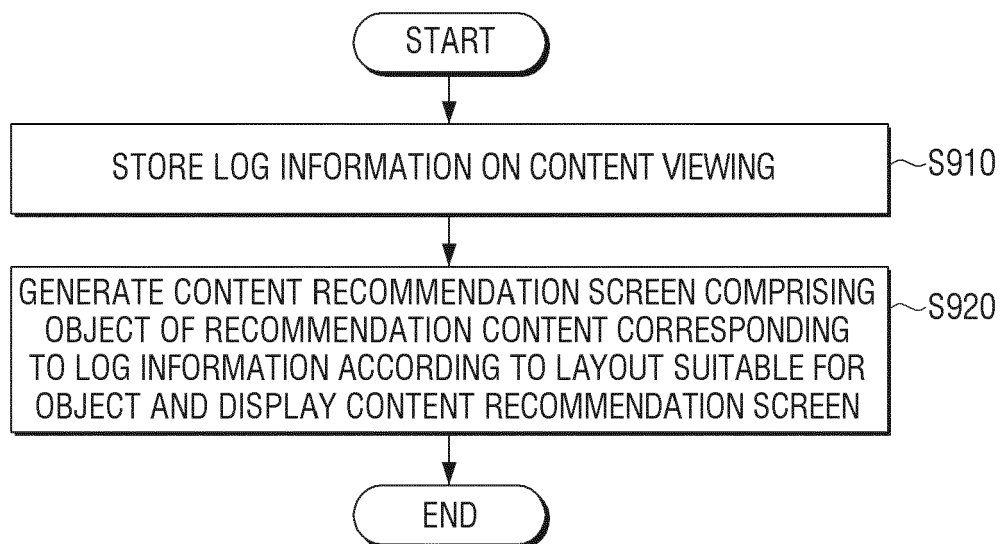 START
STORE LOG INFORMATION ON CONTENT VIEWING
S910
GENERATE CONTENT RECOMMENDATION SCREEN COMPRISING
OBJECT OF RECOMMENDATION CONTENT CORRESPONDING
TO LOG INFORMATION ACCORDING TO LAYOUT SUITABLE FOR
OBJECT AND DISPLAY CONTENT RECOMMENDATION SCREEN
S920
END